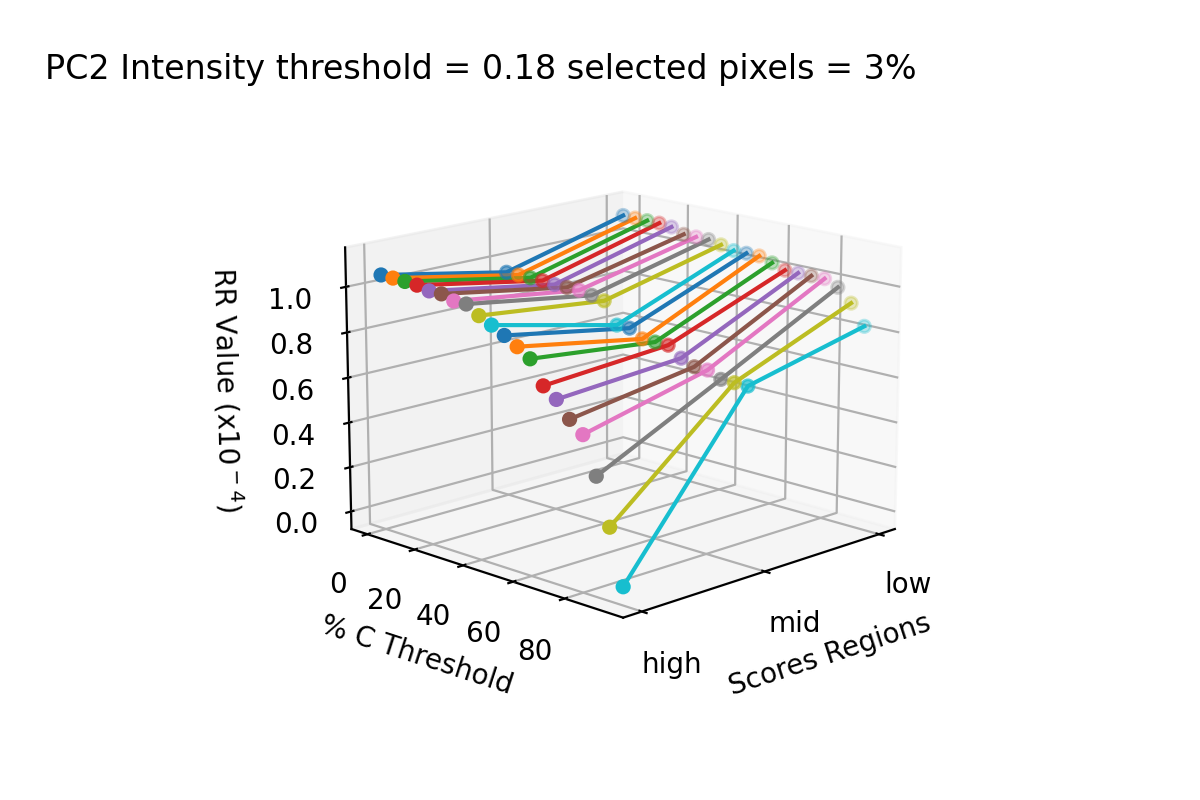 PC2 Intensity threshold = 0.18 selected pixels = 3%
RR Value (x10⁻⁴)
1.0
0.8
0.6
0.4
0.2
0.0
0
20
40
60
80
% C Threshold
low
mid
high
Scores Regions